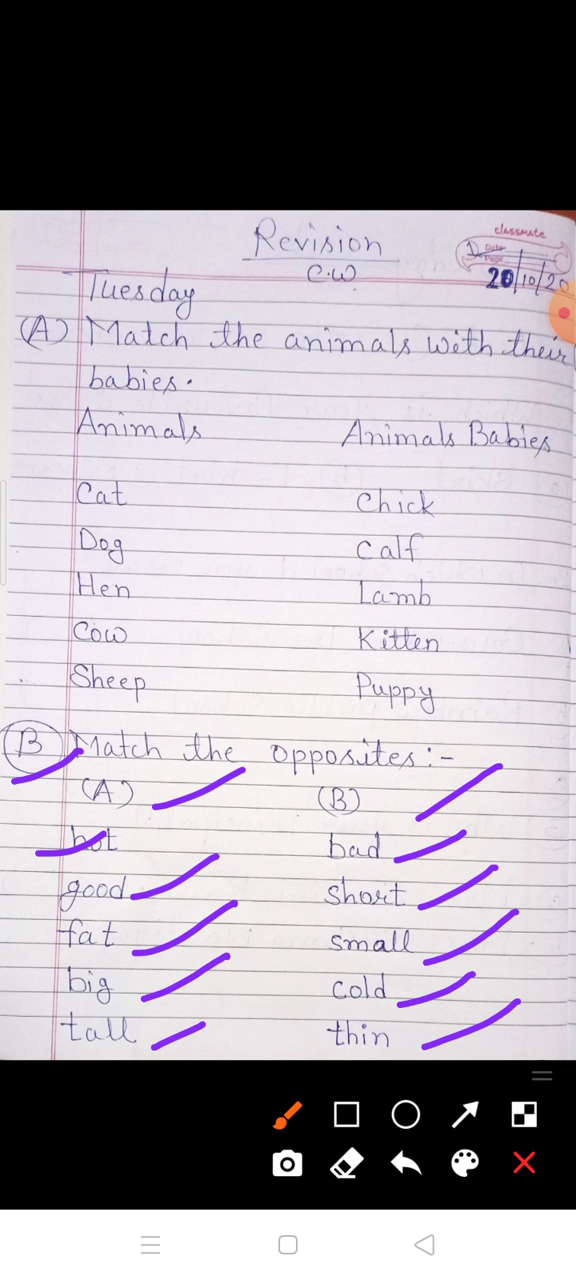 Revision
C.W.
classmate
Date
Page
20/10/20
Tuesday
(A) Match the animals with their
babies.
Animals Animals Babies
Cat Chick
Dog Calf
Hen Lamb
Cow Kitten
Sheep Puppy
(B) Match the opposites :-
(A) (B)
hot bad
good short
fat small
big cold
tall thin